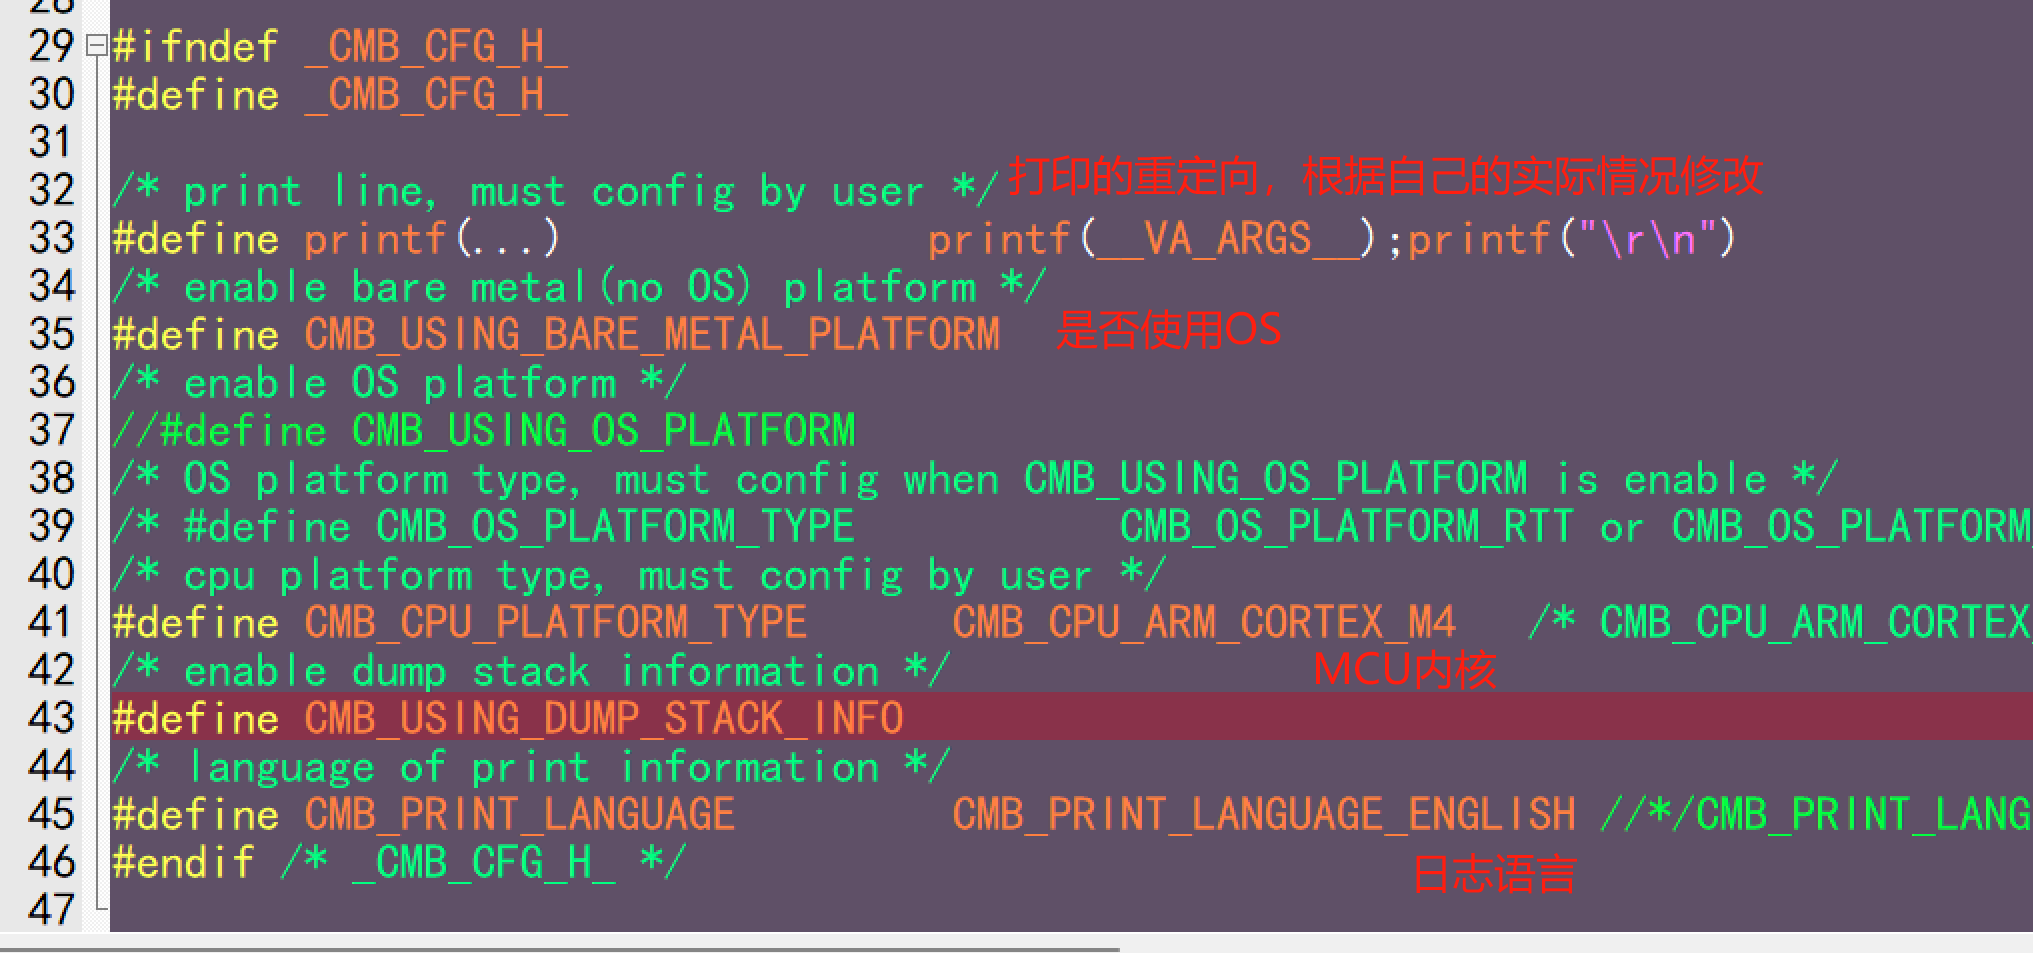 28
29 #ifndef _CMB_CFG_H_
30 #define _CMB_CFG_H_
31
32 /* print line, must config by user */ 打印的重定向，根据自己的实际情况修改
33 #define printf(...) printf(__VA_ARGS__);printf("\r\n")
34 /* enable bare metal(no OS) platform */
35 #define CMB_USING_BARE_METAL_PLATFORM 是否使用OS
36 /* enable OS platform */
37 //#define CMB_USING_OS_PLATFORM
38 /* OS platform type, must config when CMB_USING_OS_PLATFORM is enable */
39 /* #define CMB_OS_PLATFORM_TYPE CMB_OS_PLATFORM_RTT or CMB_OS_PLATFORM_
40 /* cpu platform type, must config by user */
41 #define CMB_CPU_PLATFORM_TYPE CMB_CPU_ARM_CORTEX_M4 /* CMB_CPU_ARM_CORTEX_
42 /* enable dump stack information */ MCU内核
43 #define CMB_USING_DUMP_STACK_INFO
44 /* language of print information */
45 #define CMB_PRINT_LANGUAGE CMB_PRINT_LANGUAGE_ENGLISH //*/CMB_PRINT_LANG
46 #endif /* _CMB_CFG_H_ */ 日志语言
47